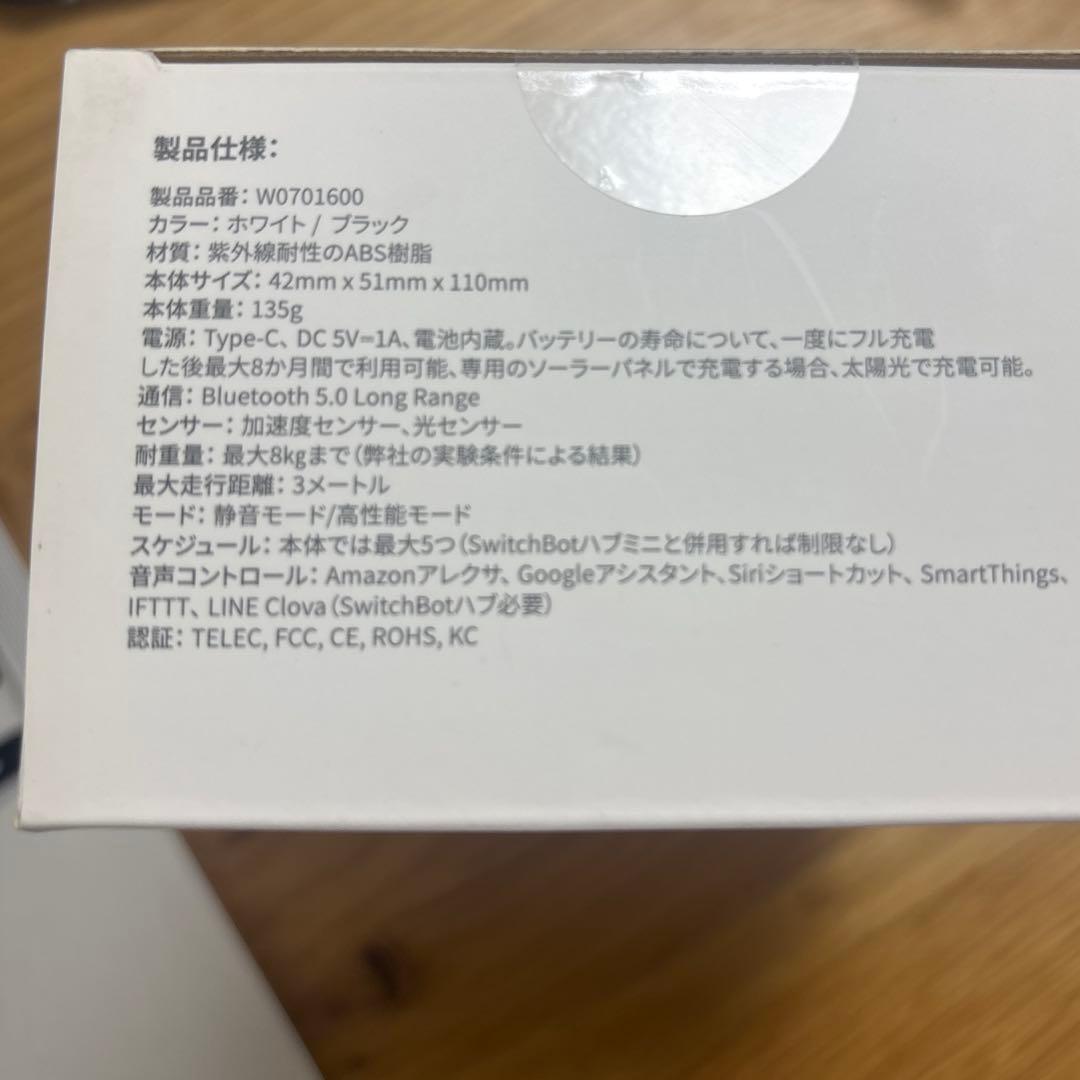 製品仕様：
製品品番：W0701600
カラー：ホワイト / ブラック
材質：紫外線耐性のABS樹脂
本体サイズ：42mm x 51mm x 110mm
本体重量：135g
電源：Type-C、DC 5V=1A、電池内蔵。バッテリーの寿命について、一度にフル充電
した後最大8か月間で利用可能、専用のソーラーパネルで充電する場合、太陽光で充電可能。
通信：Bluetooth 5.0 Long Range
センサー：加速度センサー、光センサー
耐重量：最大8kgまで（弊社の実験条件による結果）
最大走行距離：3メートル
モード：静音モード/高性能モード
スケジュール：本体では最大5つ（SwitchBotハブミニと併用すれば制限なし）
音声コントロール：Amazonアレクサ、Googleアシスタント、Siriショートカット、SmartThings、
IFTTT、LINE Clova（SwitchBotハブ必要）
認証：TELEC, FCC, CE, ROHS, KC